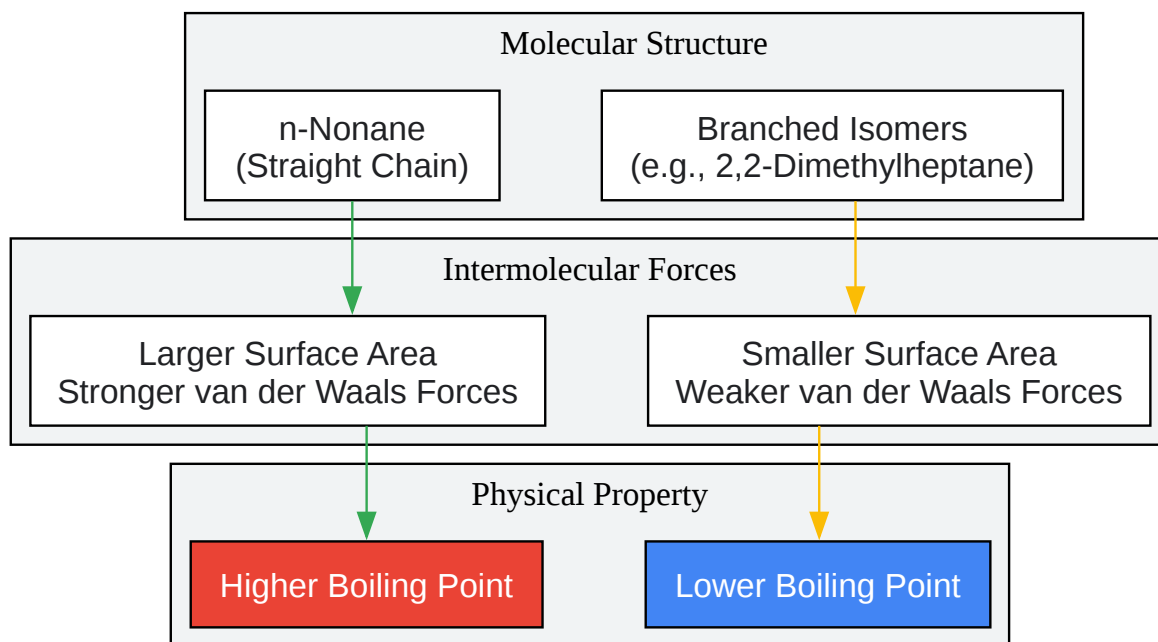 Molecular Structure
n-Nonane
(Straight Chain)
Branched Isomers
(e.g., 2,2-Dimethylheptane)
Intermolecular Forces
Larger Surface Area
Stronger van der Waals Forces
Smaller Surface Area
Weaker van der Waals Forces
Physical Property
Higher Boiling Point
Lower Boiling Point